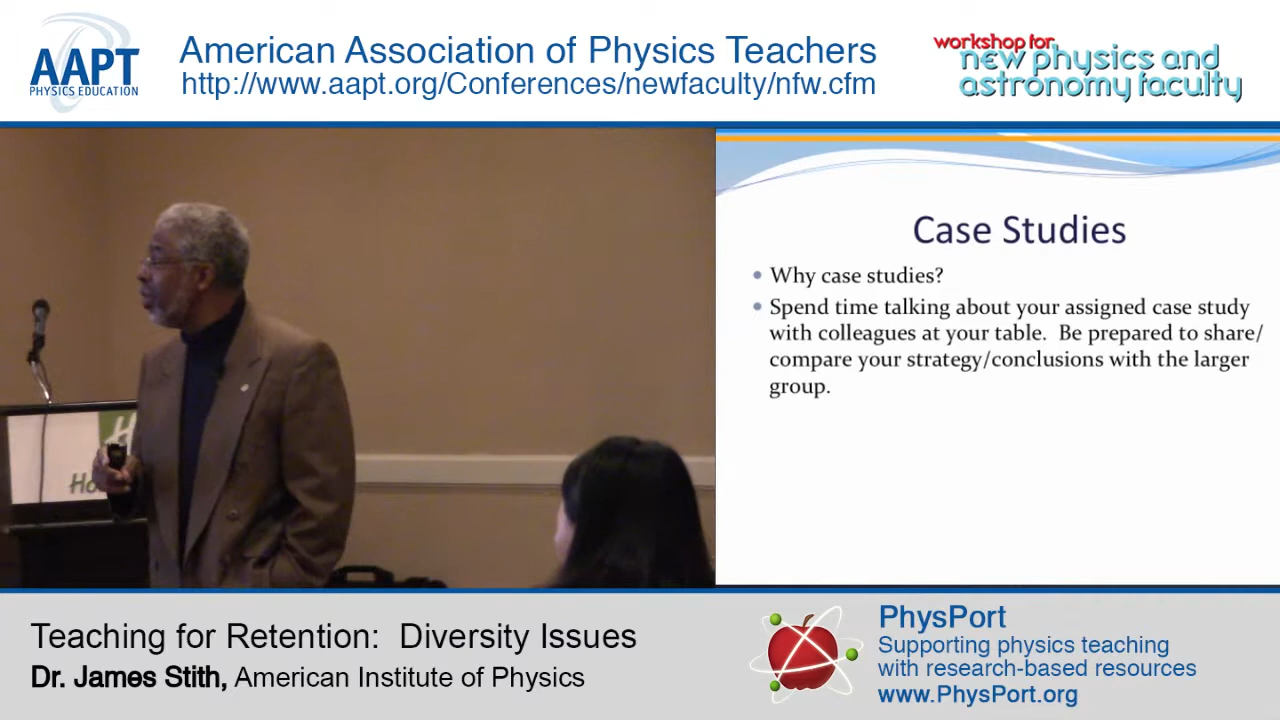 AAPT
PHYSICS EDUCATION
American Association of Physics Teachers
http://www.aapt.org/Conferences/newfaculty/nfw.cfm
workshop for
new physics and
astronomy faculty
Case Studies
• Why case studies?
• Spend time talking about your assigned case study
with colleagues at your table. Be prepared to share/
compare your strategy/conclusions with the larger
group.
Teaching for Retention: Diversity Issues
Dr. James Stith, American Institute of Physics
PhysPort
Supporting physics teaching
with research-based resources
www.PhysPort.org